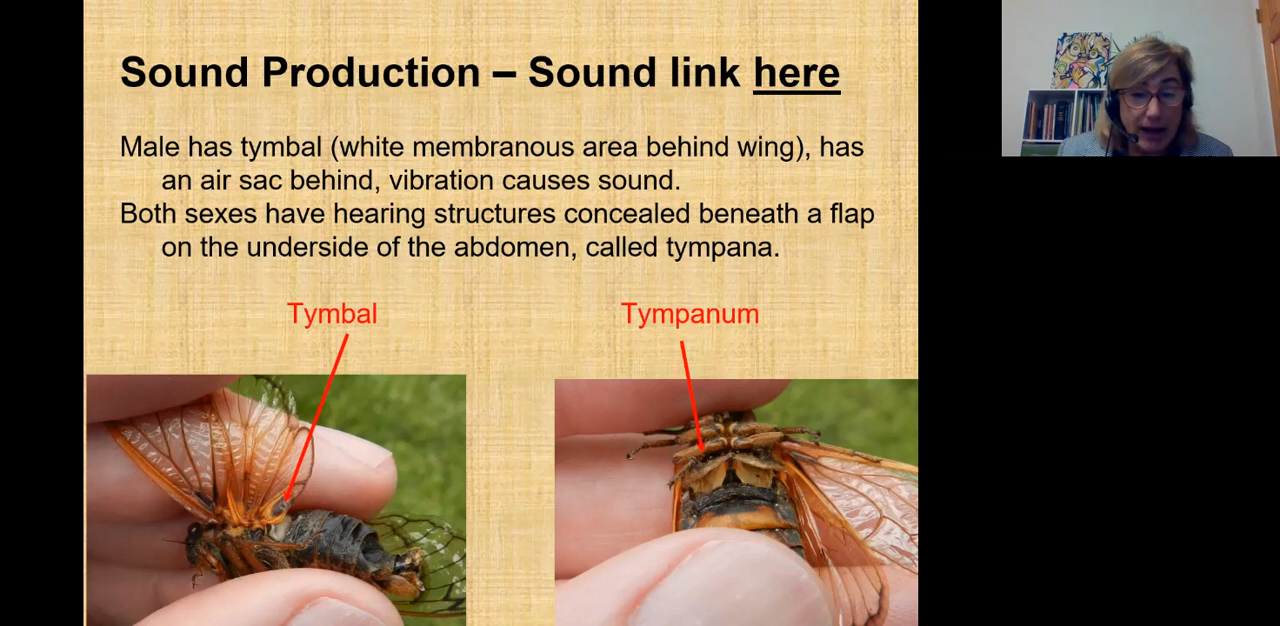 Sound Production – Sound link here
Male has tymbal (white membranous area behind wing), has
an air sac behind, vibration causes sound.
Both sexes have hearing structures concealed beneath a flap
on the underside of the abdomen, called tympana.
Tymbal
Tympanum